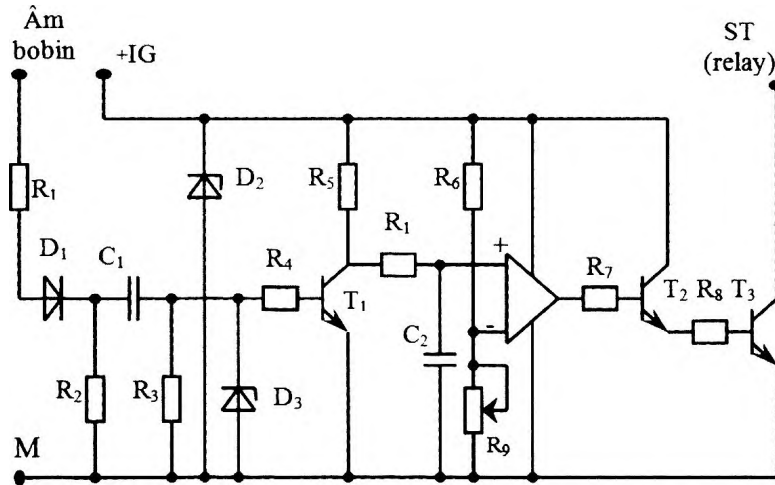 Âm
bobin
+IG
ST
(relay)
R₁
D₂
R₅
R₆
R₁
D₁
C₁
R₄
+
R₇
T₁
T₂
R₈
T₃
C₂
-
R₂
R₃
D₃
R₉
M